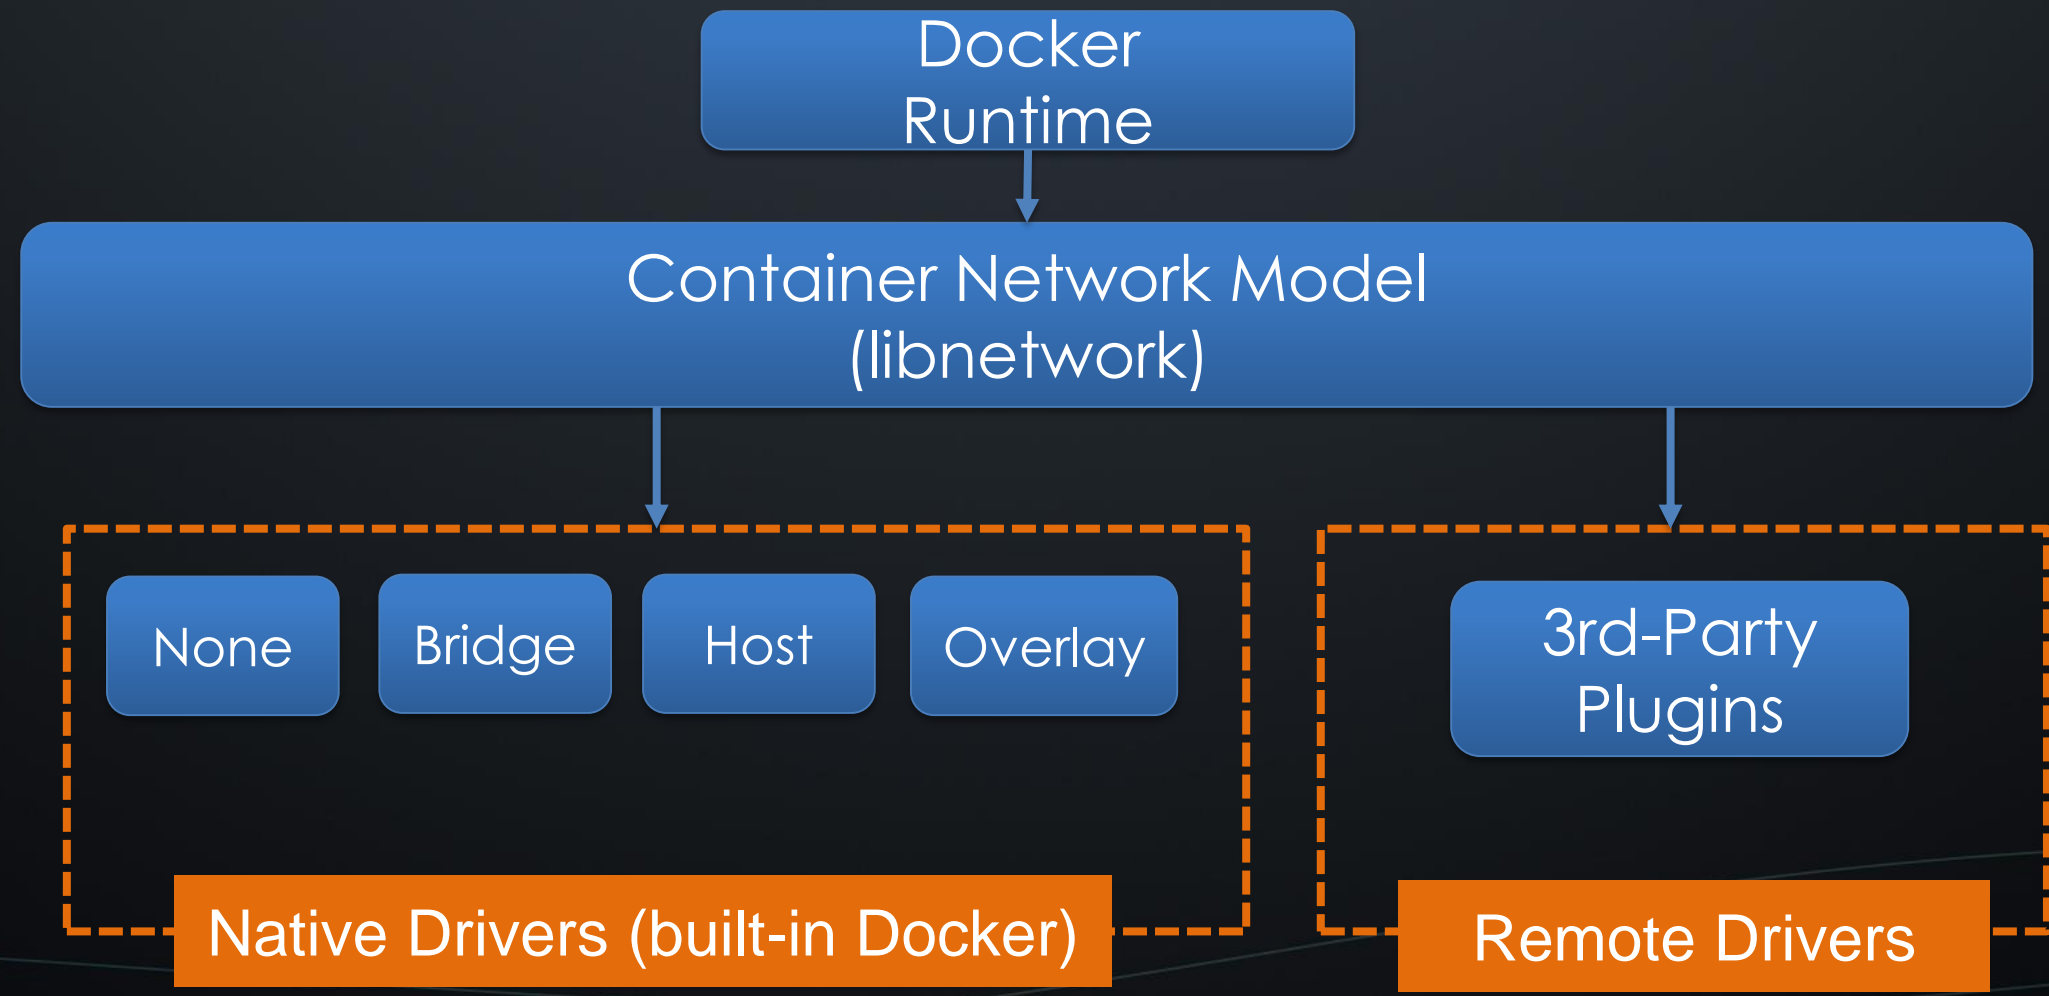 Docker
Runtime
Container Network Model
(libnetwork)
None
Bridge
Host
Overlay
3rd-Party
Plugins
Native Drivers (built-in Docker)
Remote Drivers